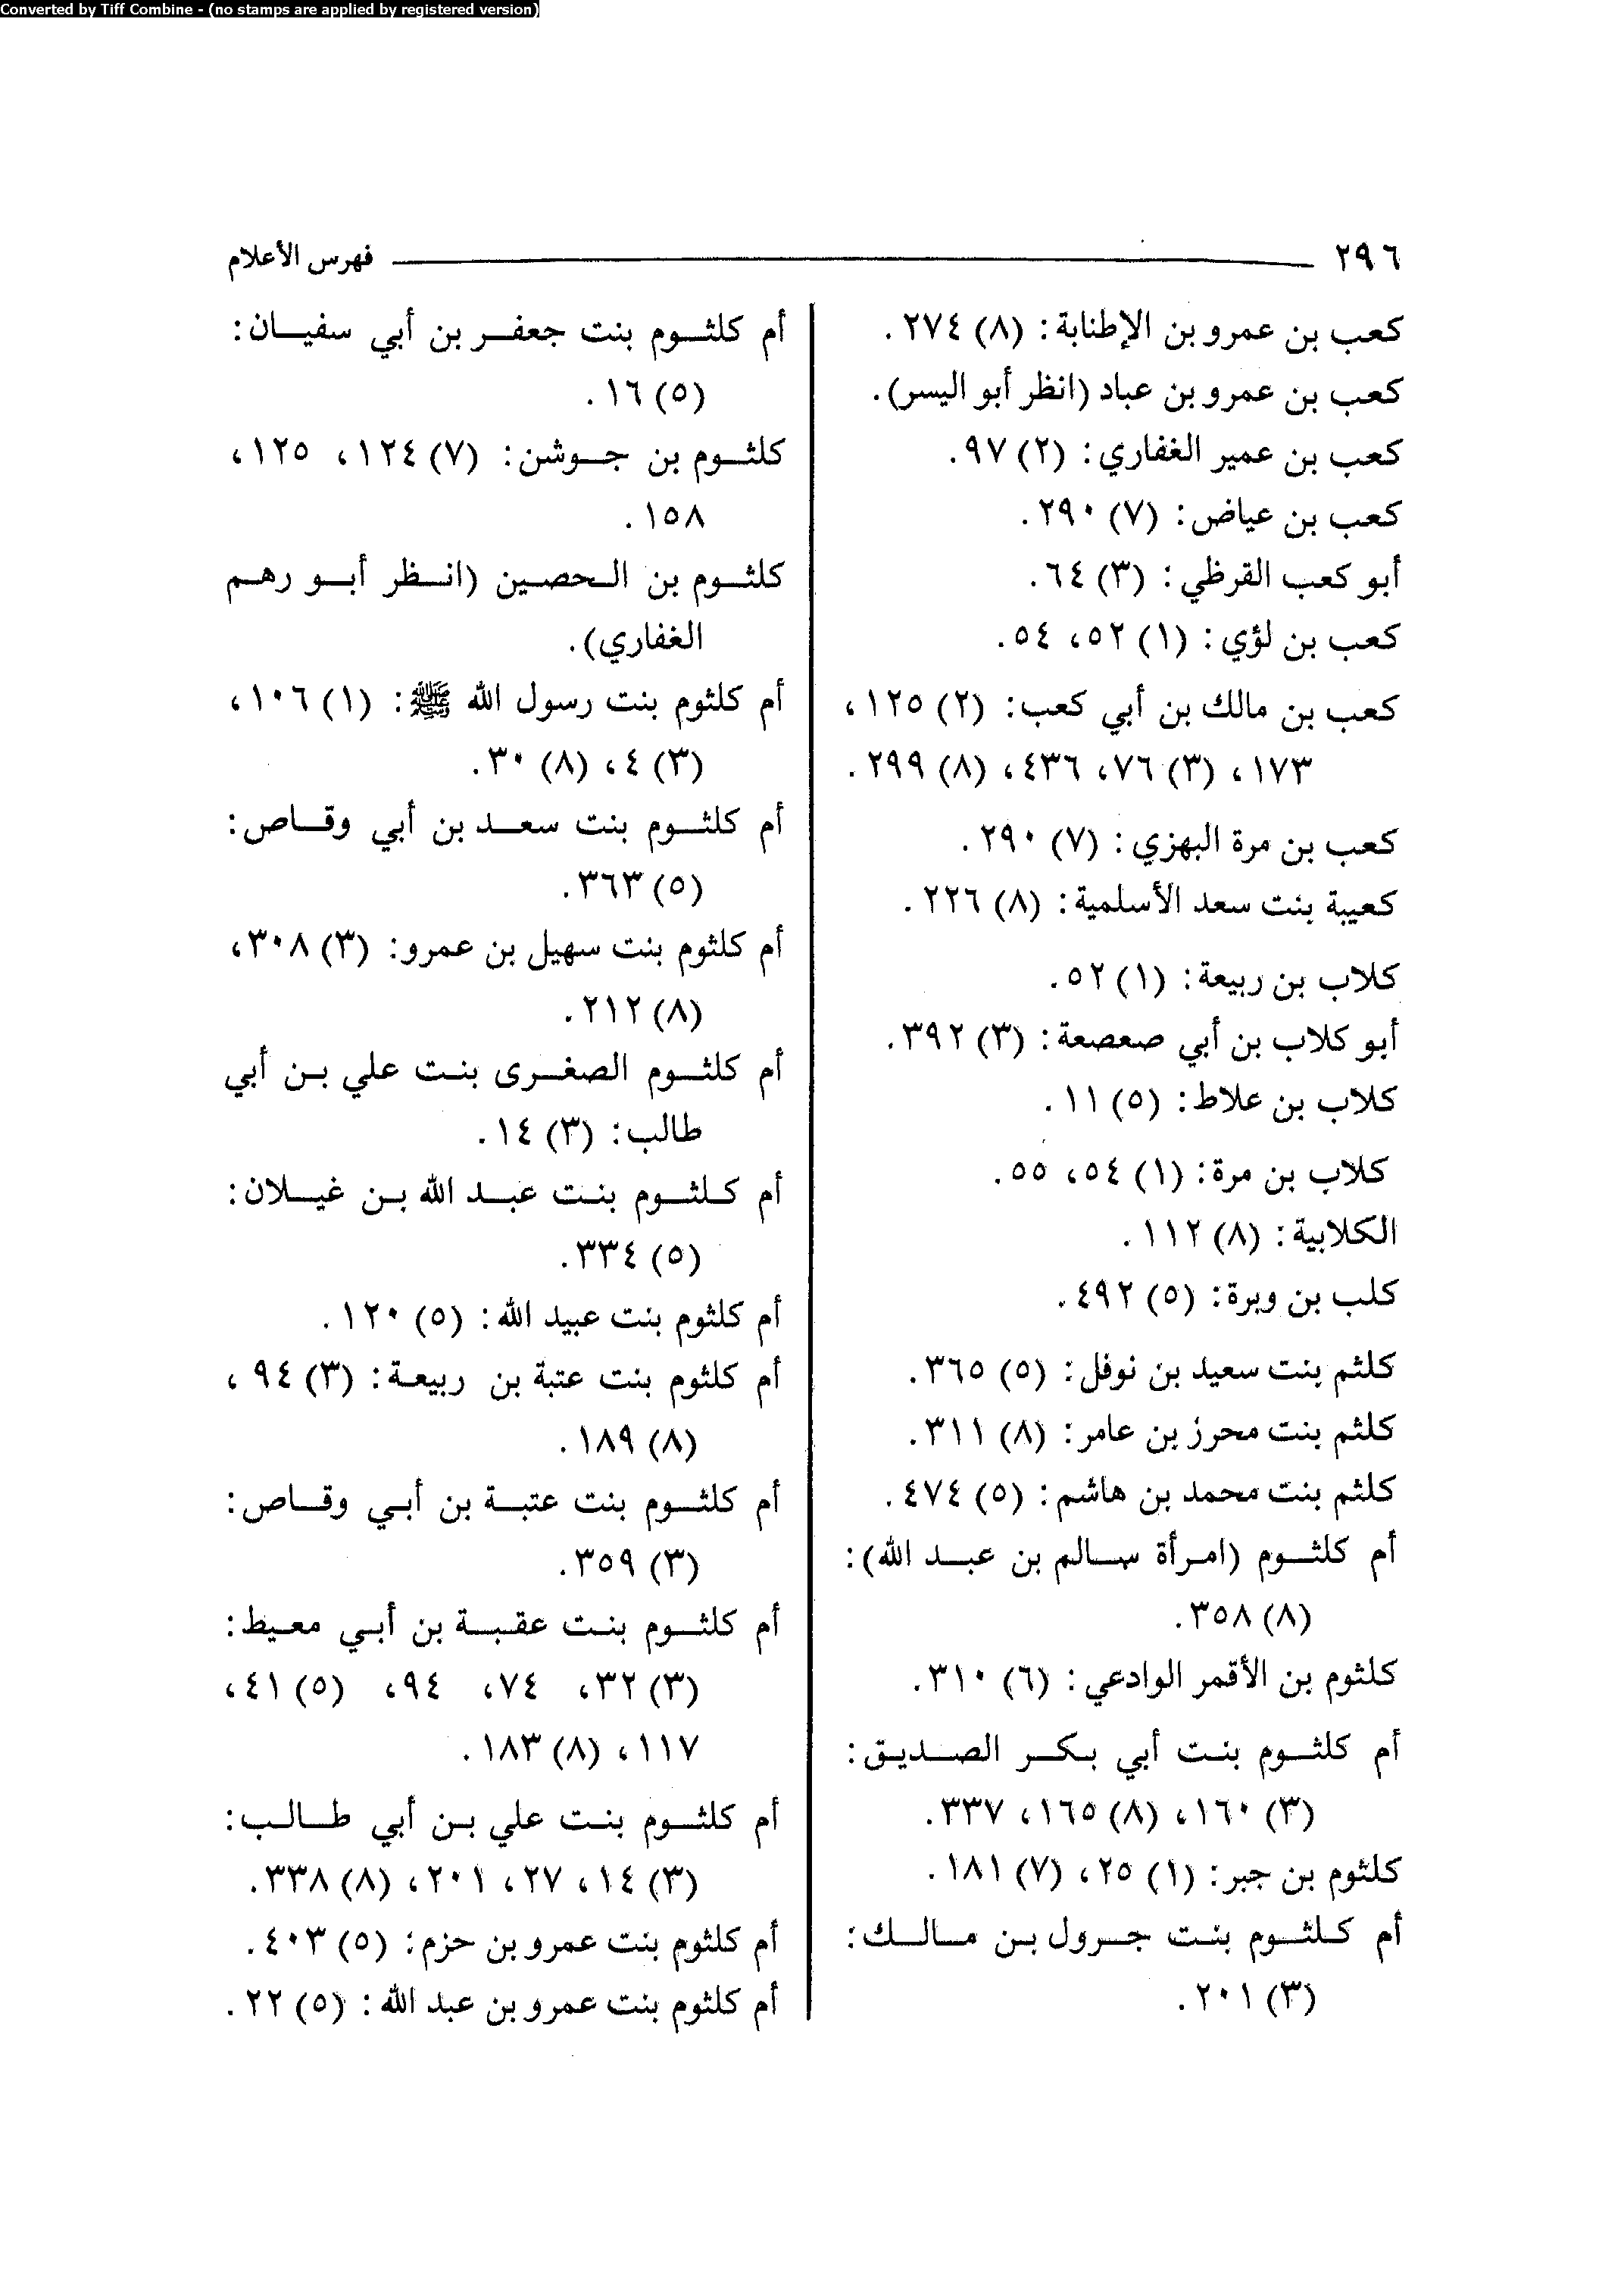 Converted by Tiff Combine - (no stamps are applied by registered version)
٢٩٦ فهرس الأعلام
كعب بن عمرو بن الإطنابة: (٨) ٢٧٤.
كعب بن عمرو بن عباد (انظر أبو اليسر).
كعب بن عمير الغفاري: (٢) ٩٧.
كعب بن عياض: (٧) ٢٩٠.
أبو كعب القرظي: (٣) ٦٤.
كعب بن لؤي: (١) ٥٢، ٥٤.
كعب بن مالك بن أبي كعب: (٢) ١٢٥،
١٧٣، (٣) ٧٦، ٤٣٦، (٨) ٢٩٩.
كعب بن مرة البهزي: (٧) ٢٩٠.
كعيبة بنت سعد الأسلمية: (٨) ٢٢٦.
كلاب بن ربيعة: (١) ٥٢.
أبو كلاب بن أبي صعصعة: (٣) ٣٩٢.
كلاب بن علاط: (٥) ١١.
كلاب بن مرة: (١) ٥٤، ٥٥.
الكلابية: (٨) ١١٢.
كلب بن وبرة: (٥) ٤٩٢.
كلثم بنت سعيد بن نوفل: (٥) ٣٦٥.
كلثم بنت محرز بن عامر: (٨) ٣١١.
كلثم بنت محمد بن هاشم: (٥) ٤٧٤.
أم كلثوم (امرأة سالم بن عبد الله):
(٨) ٣٥٨.
كلثوم بن الأقمر الوادعي: (٦) ٣١٠.
أم كلثوم بنت أبي بكر الصديق:
(٣) ١٦٠، (٨) ١٦٥، ٣٣٧.
كلثوم بن جبر: (١) ٢٥، (٧) ١٨١.
أم كلثوم بنت جرول بن مالك:
(٣) ٢٠١.
أم كلثوم بنت جعفر بن أبي سفيان:
(٥) ١٦.
كلثوم بن جوشن: (٧) ١٢٤، ١٢٥،
١٥٨.
كلثوم بن الحصين (انظر أبو رهم
الغفاري).
أم كلثوم بنت رسول الله ﷺ: (١) ١٠٦،
(٣) ٤، (٨) ٣٠.
أم كلثوم بنت سعد بن أبي وقاص:
(٥) ٣٦٣.
أم كلثوم بنت سهيل بن عمرو: (٣) ٣٠٨،
(٨) ٢١٢.
أم كلثوم الصغرى بنت علي بن أبي
طالب: (٣) ١٤.
أم كلثوم بنت عبد الله بن غيلان:
(٥) ٣٣٤.
أم كلثوم بنت عبيد الله: (٥) ١٢٠.
أم كلثوم بنت عتبة بن ربيعة: (٣) ٩٤،
(٨) ١٨٩.
أم كلثوم بنت عتبة بن أبي وقاص:
(٣) ٣٥٩.
أم كلثوم بنت عقبة بن أبي معيط:
(٣) ٣٢، ٧٤، ٩٤، (٥) ٤١،
١١٧، (٨) ١٨٣.
أم كلثوم بنت علي بن أبي طالب:
(٣) ١٤، ٢٧، ٢٠١، (٨) ٣٣٨.
أم كلثوم بنت عمرو بن حزم: (٥) ٤٠٣.
أم كلثوم بنت عمرو بن عبد الله: (٥) ٢٢.